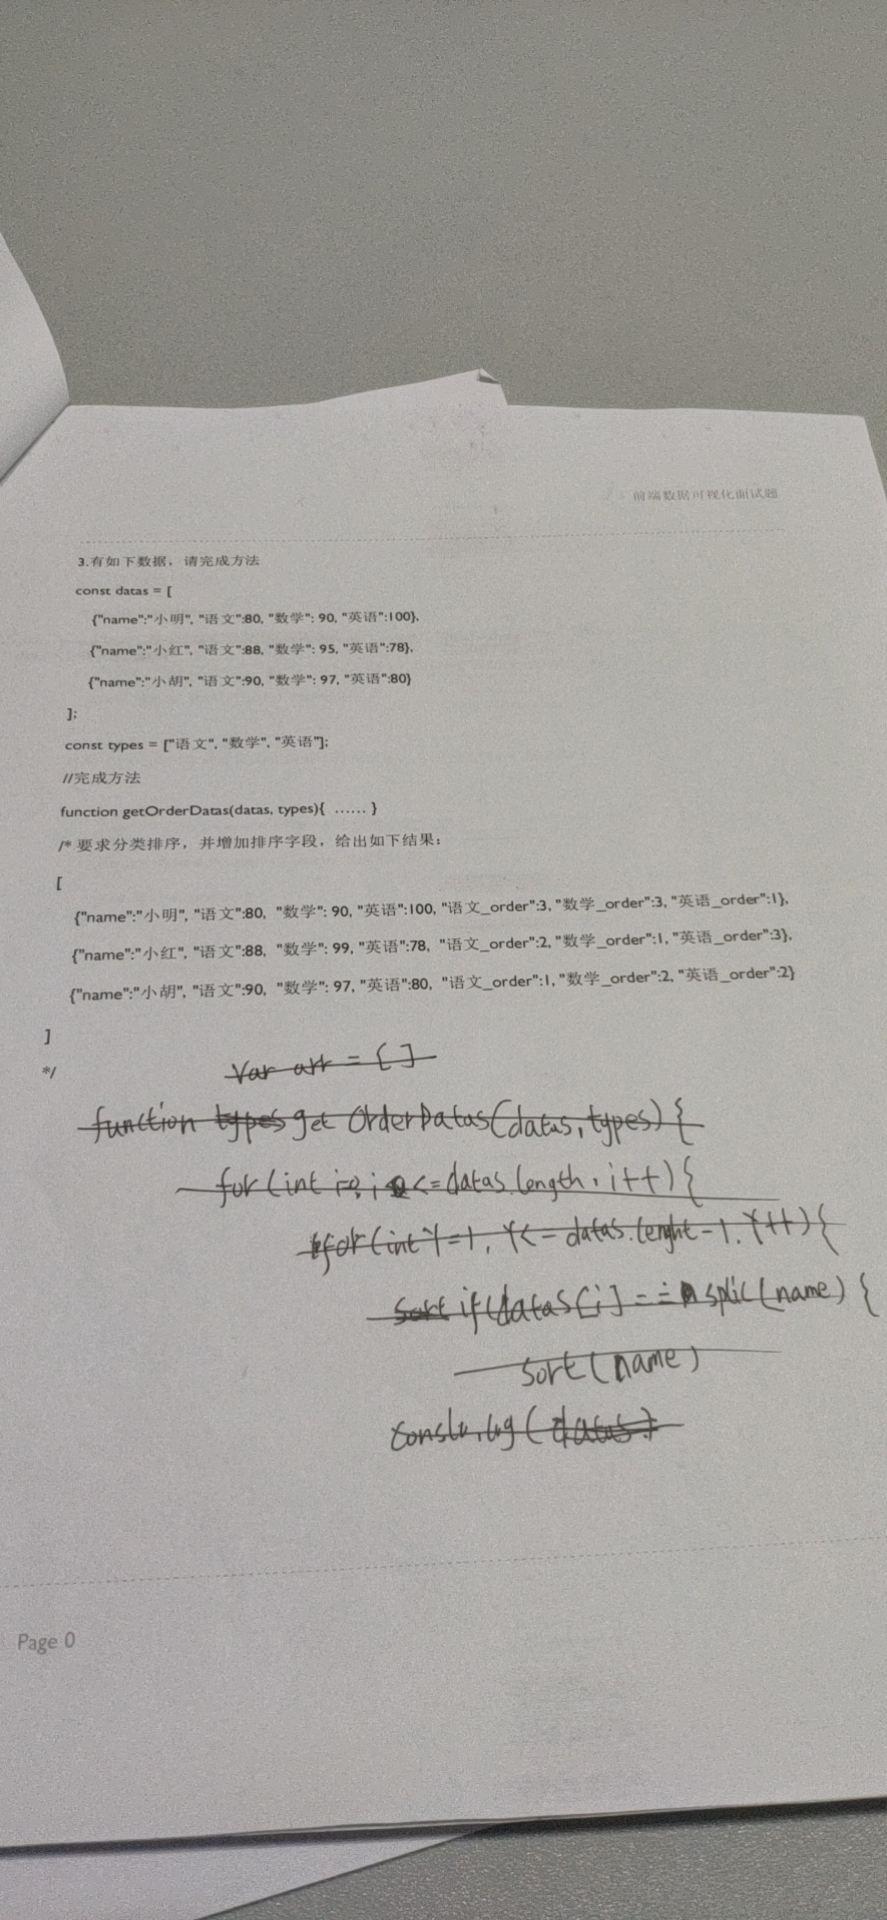 前端数据可视化面试题
3.有如下数据，请完成方法
const datas = [
{"name":"小明", "语文":80, "数学": 90, "英语":100},
{"name":"小红", "语文":88, "数学": 95, "英语":78},
{"name":"小胡", "语文":90, "数学": 97, "英语":80}
];
const types = ["语文", "数学", "英语"];
//完成方法
function getOrderDatas(datas, types){ …… }
/* 要求分类排序，并增加排序字段，给出如下结果：
[
{"name":"小明", "语文":80, "数学": 90, "英语":100, "语文_order":3, "数学_order":3, "英语_order":1},
{"name":"小红", "语文":88, "数学": 99, "英语":78, "语文_order":2, "数学_order":1, "英语_order":3},
{"name":"小胡", "语文":90, "数学": 97, "英语":80, "语文_order":1, "数学_order":2, "英语_order":2}
]
*/
var arr = []
function types get OrderDatas(datas, types) {
for (int i=0; i <= datas.length, i++) {
for (int Y=1, Y<= datas.lenght -1, Y++) {
sort if(datas[i] == split(name) {
sort(name)
(datas)
Page 0